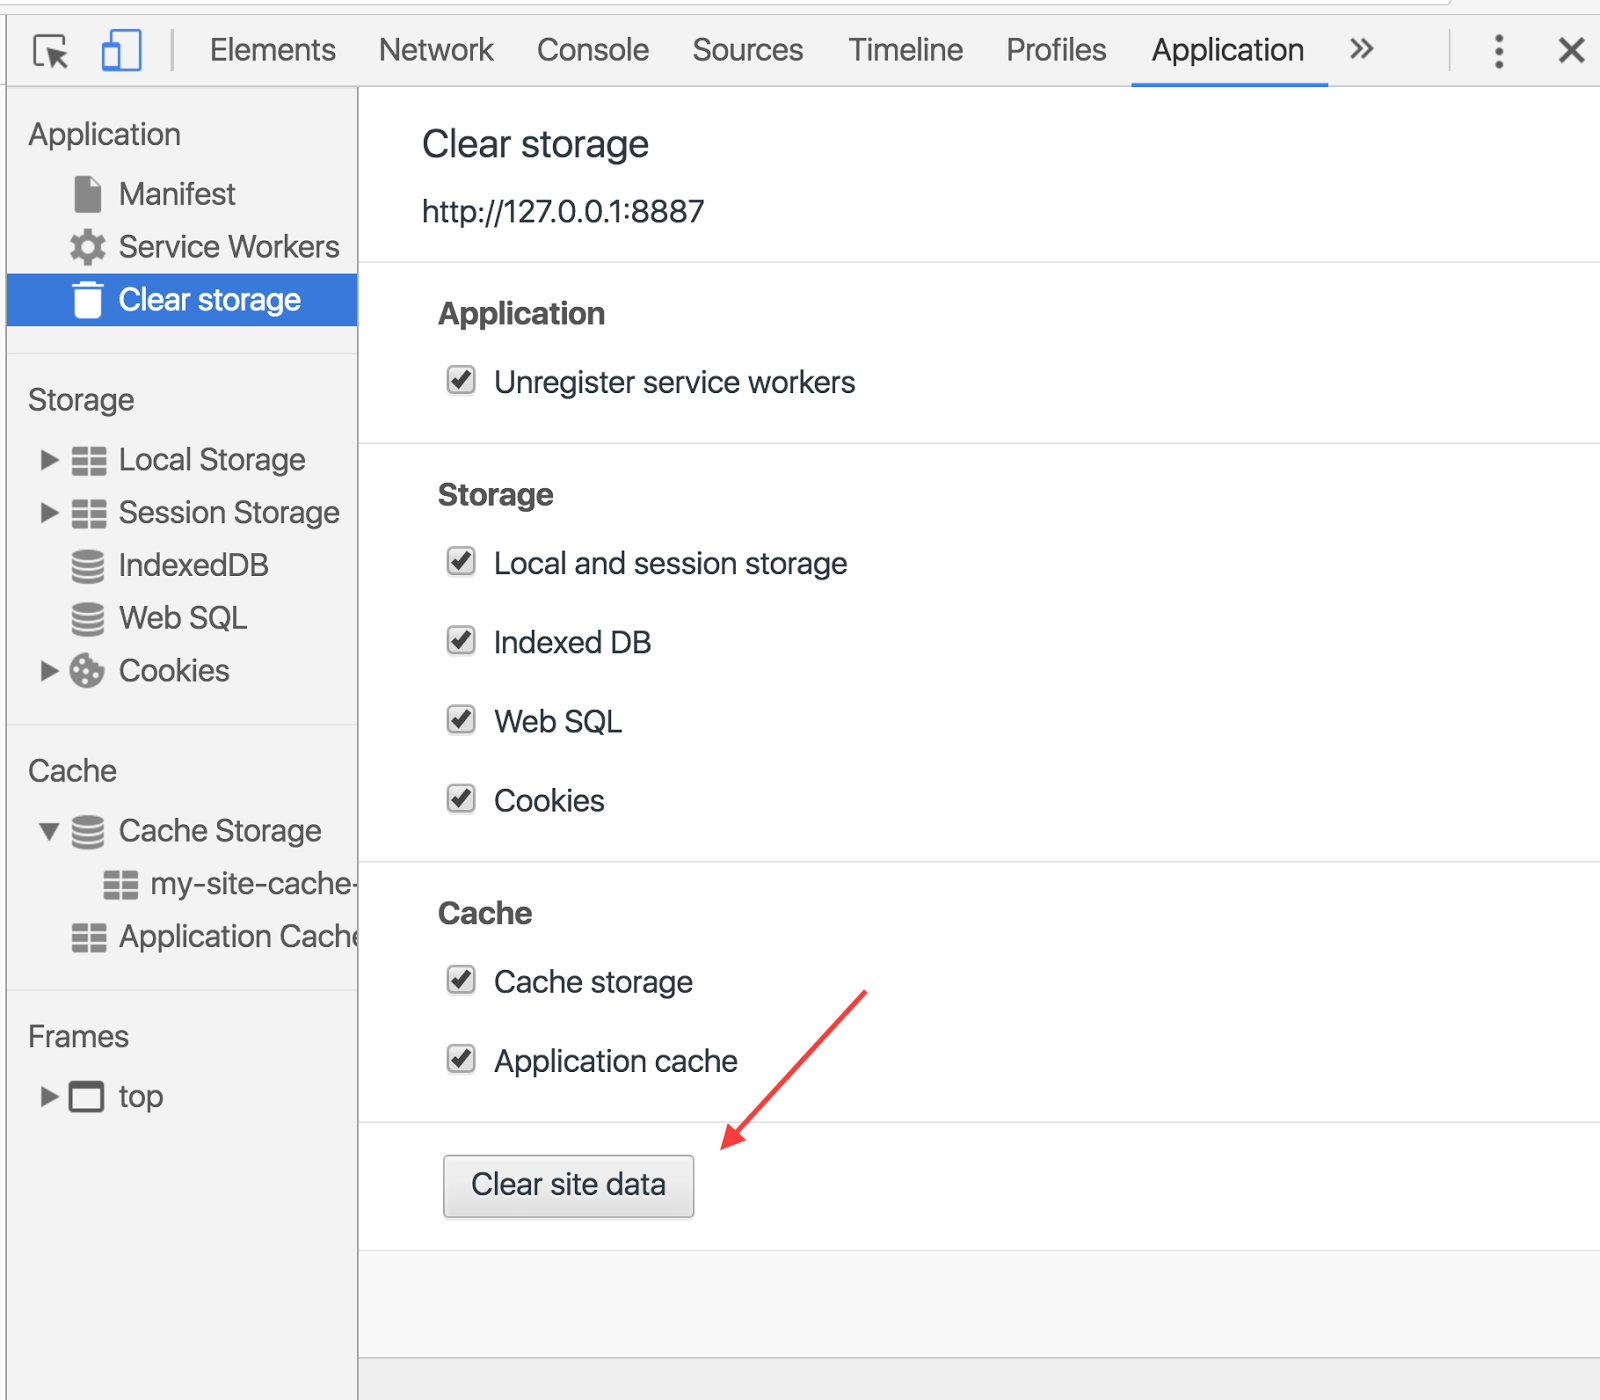 Elements Network Console Sources Timeline Profiles Application »
Application
Manifest
Service Workers
Clear storage
Storage
Local Storage
Session Storage
IndexedDB
Web SQL
Cookies
Cache
Cache Storage
my-site-cache-
Application Cache
Frames
top
Clear storage
http://127.0.0.1:8887
Application
Unregister service workers
Storage
Local and session storage
Indexed DB
Web SQL
Cookies
Cache
Cache storage
Application cache
Clear site data